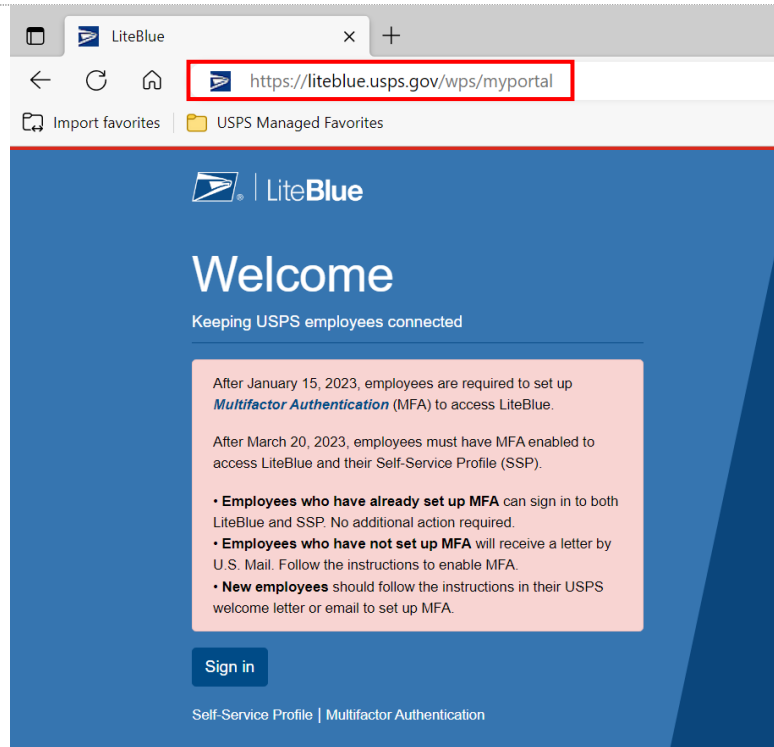 LiteBlue
https://liteblue.usps.gov/wps/myportal
Import favorites
USPS Managed Favorites
LiteBlue
Welcome
Keeping USPS employees connected
After January 15, 2023, employees are required to set up
Multifactor Authentication (MFA) to access LiteBlue.
After March 20, 2023, employees must have MFA enabled to
access LiteBlue and their Self-Service Profile (SSP).
• Employees who have already set up MFA can sign in to both
LiteBlue and SSP. No additional action required.
• Employees who have not set up MFA will receive a letter by
U.S. Mail. Follow the instructions to enable MFA.
• New employees should follow the instructions in their USPS
welcome letter or email to set up MFA.
Sign in
Self-Service Profile | Multifactor Authentication